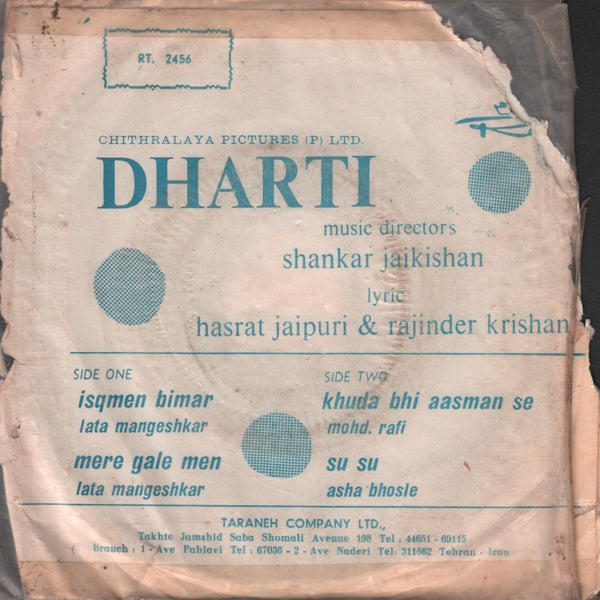 RT. 2456
CHITHRALAYA PICTURES (P) LTD.
DHARTI
music directors
shankar jaikishan
lyric
hasrat jaipuri & rajinder krishan
SIDE ONE
isqmen bimar
lata mangeshkar
mere gale men
lata mangeshkar
SIDE TWO
khuda bhi aasman se
mohd. rafi
su su
asha bhosle
TARANEH COMPANY LTD.,
Takhte Jamshid Saba Shomali Avenue 198 Tel : 44651 - 69115
Branch : 1 - Ave Pahlavi Tel : 67036 - 2 - Ave Naderi Tel: 311662 Tehran - Iran